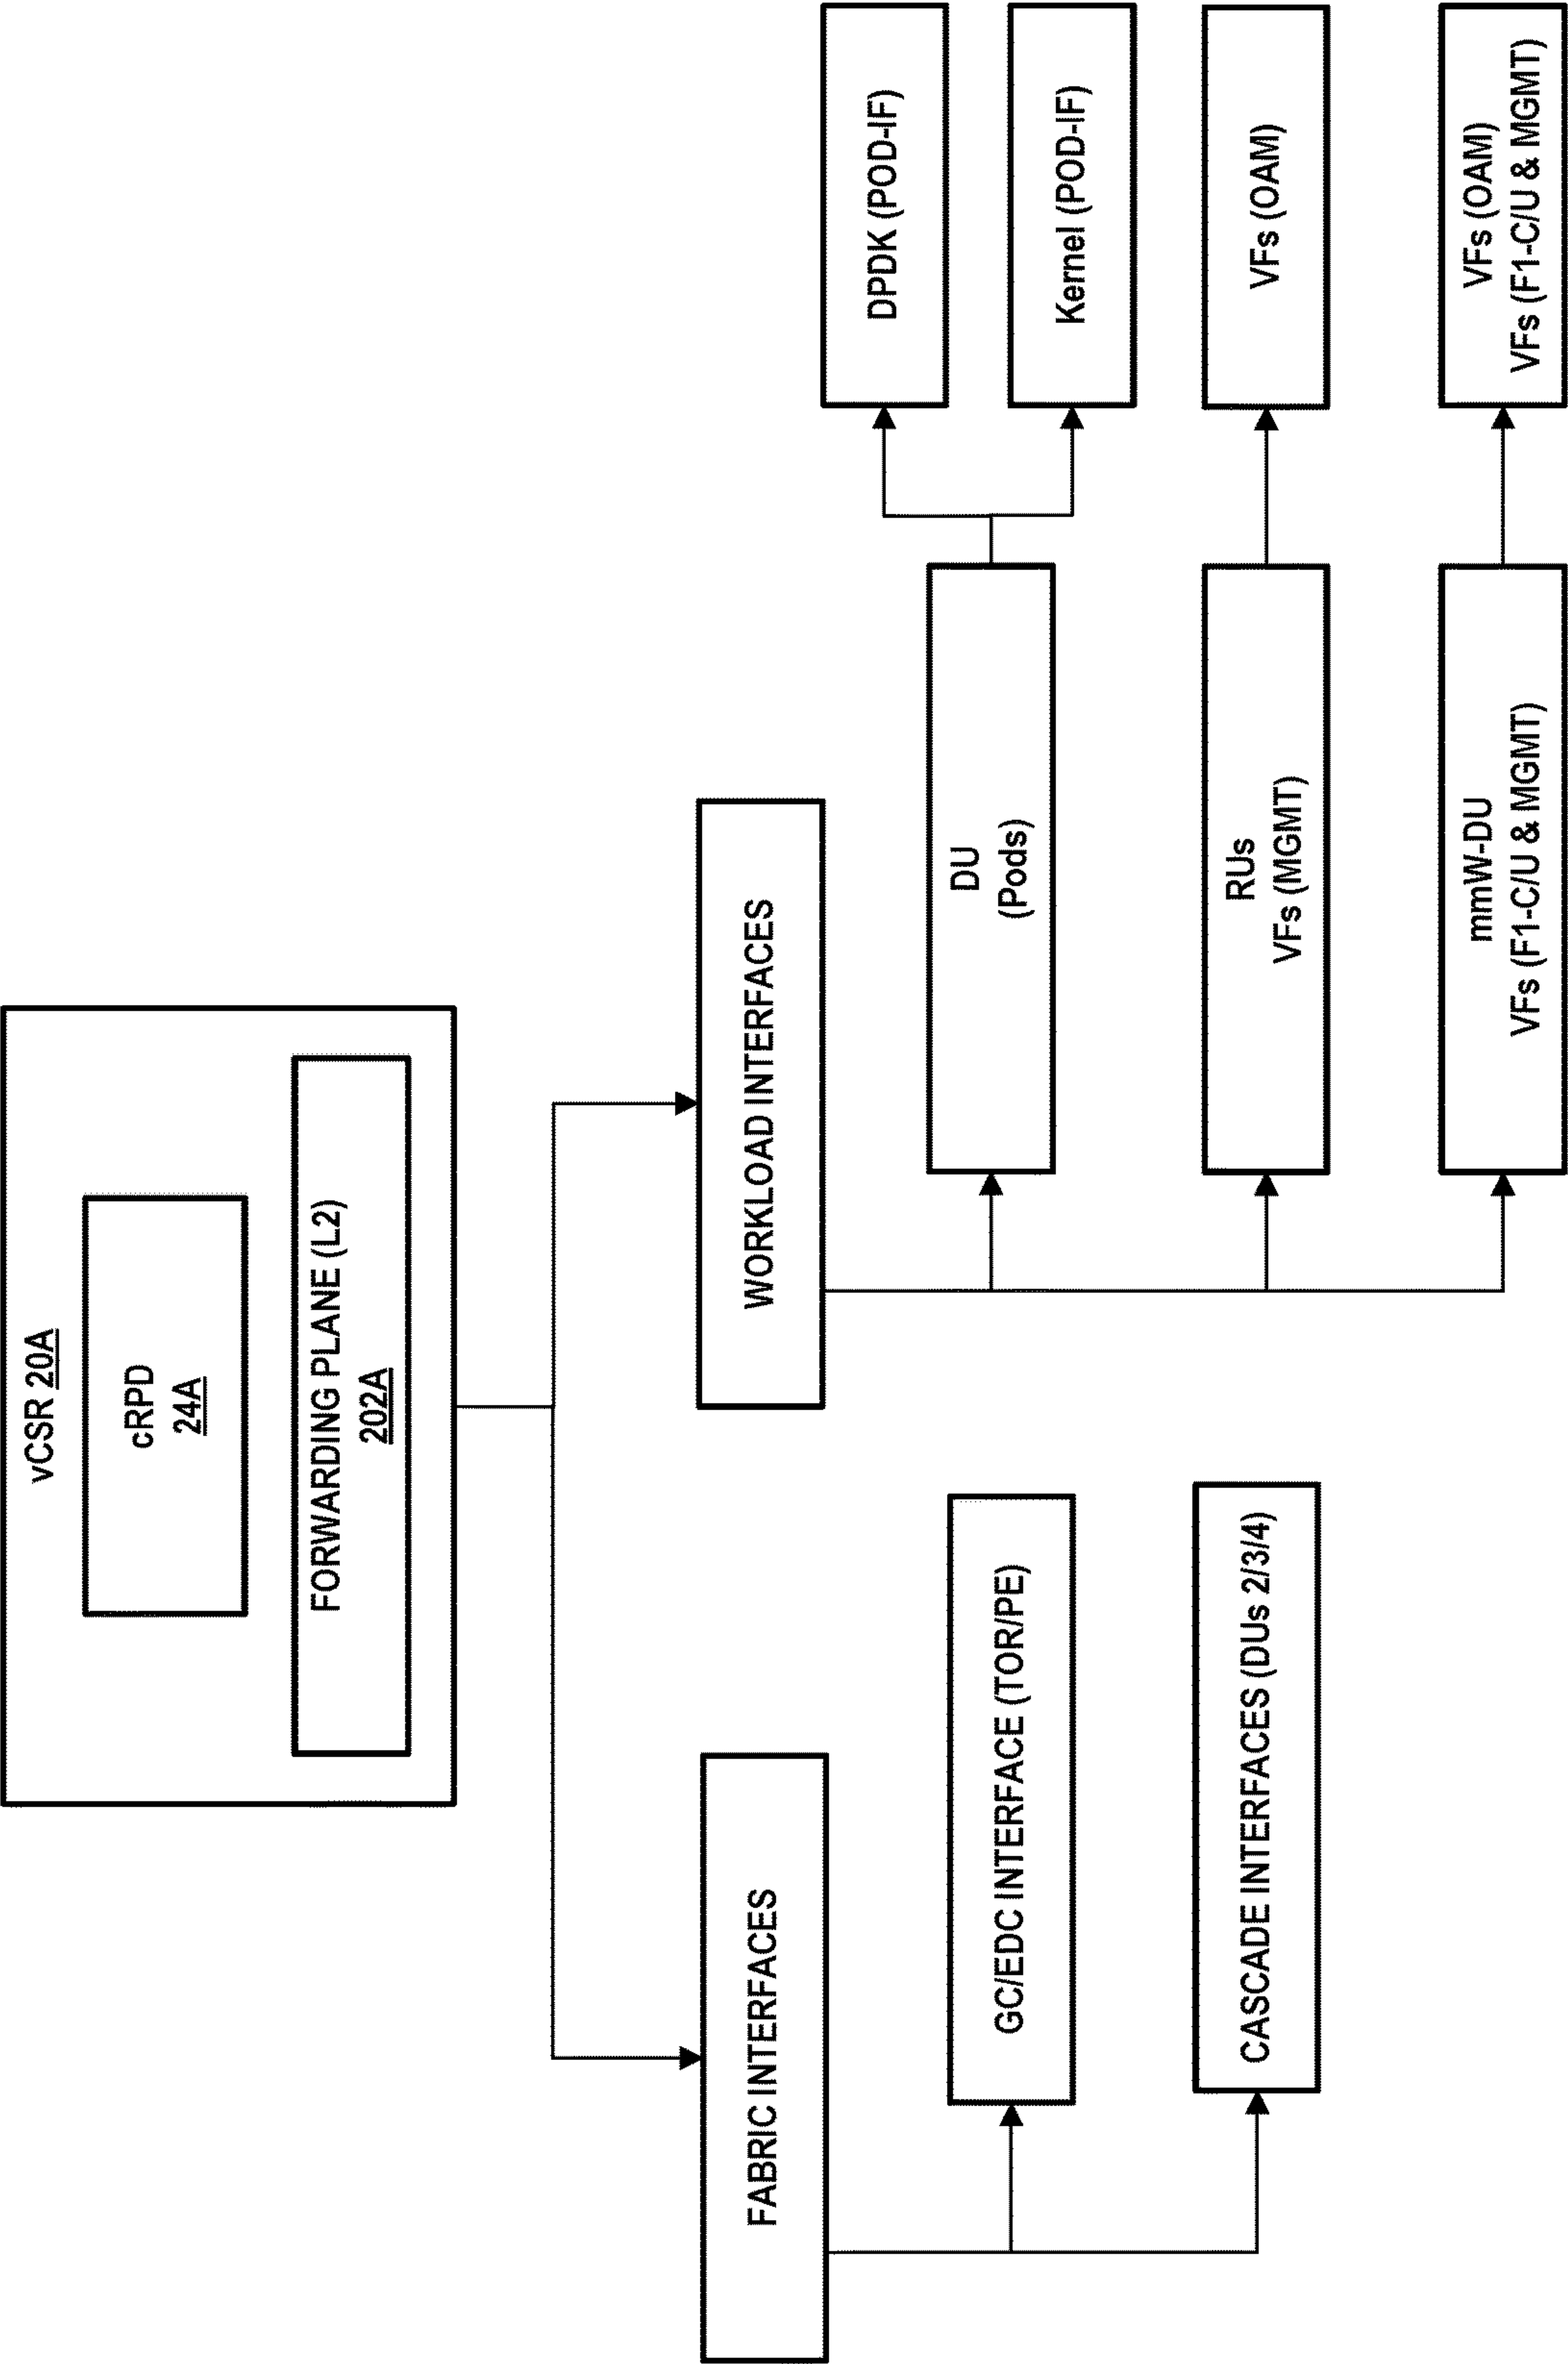 vCSR 20A
cRPD
24A
FORWARDING PLANE (L2)
202A
FABRIC INTERFACES
GC/EDC INTERFACE (TOR/PE)
CASCADE INTERFACES (DUs 2/3/4)
WORKLOAD INTERFACES
DU
(Pods)
DPDK (POD-IF)
Kernel (POD-IF)
RUs
VFs (MGMT)
VFs (OAM)
mmW-DU
VFs (F1-C/U & MGMT)
VFs (OAM)
VFs (F1-C/U & MGMT)